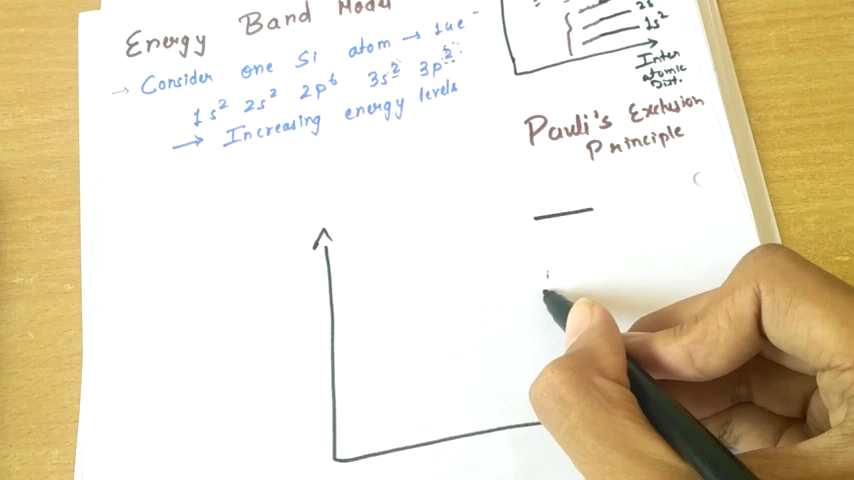 Energy Band Model
→ Consider one Si atom → 14e⁻
1s² 2s² 2p⁶ 3s² 3p²
→ Increasing energy levels
2s
1s²
Inter
atomic
Dist.
Pauli's Exclusion
Principle